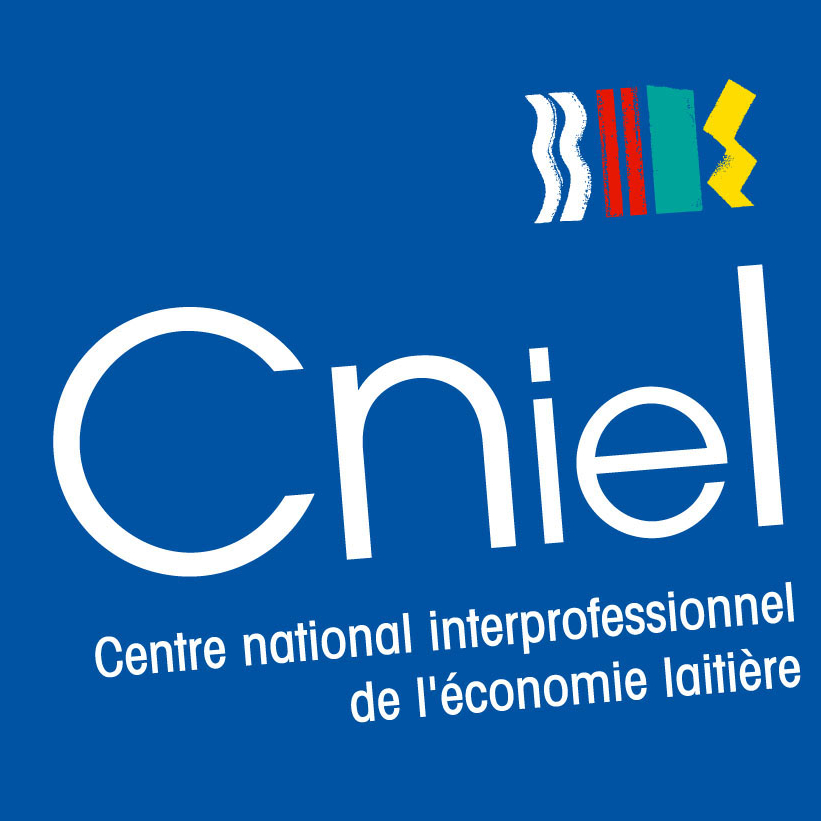 Cniel
Centre national interprofessionnel
de l'économie laitière